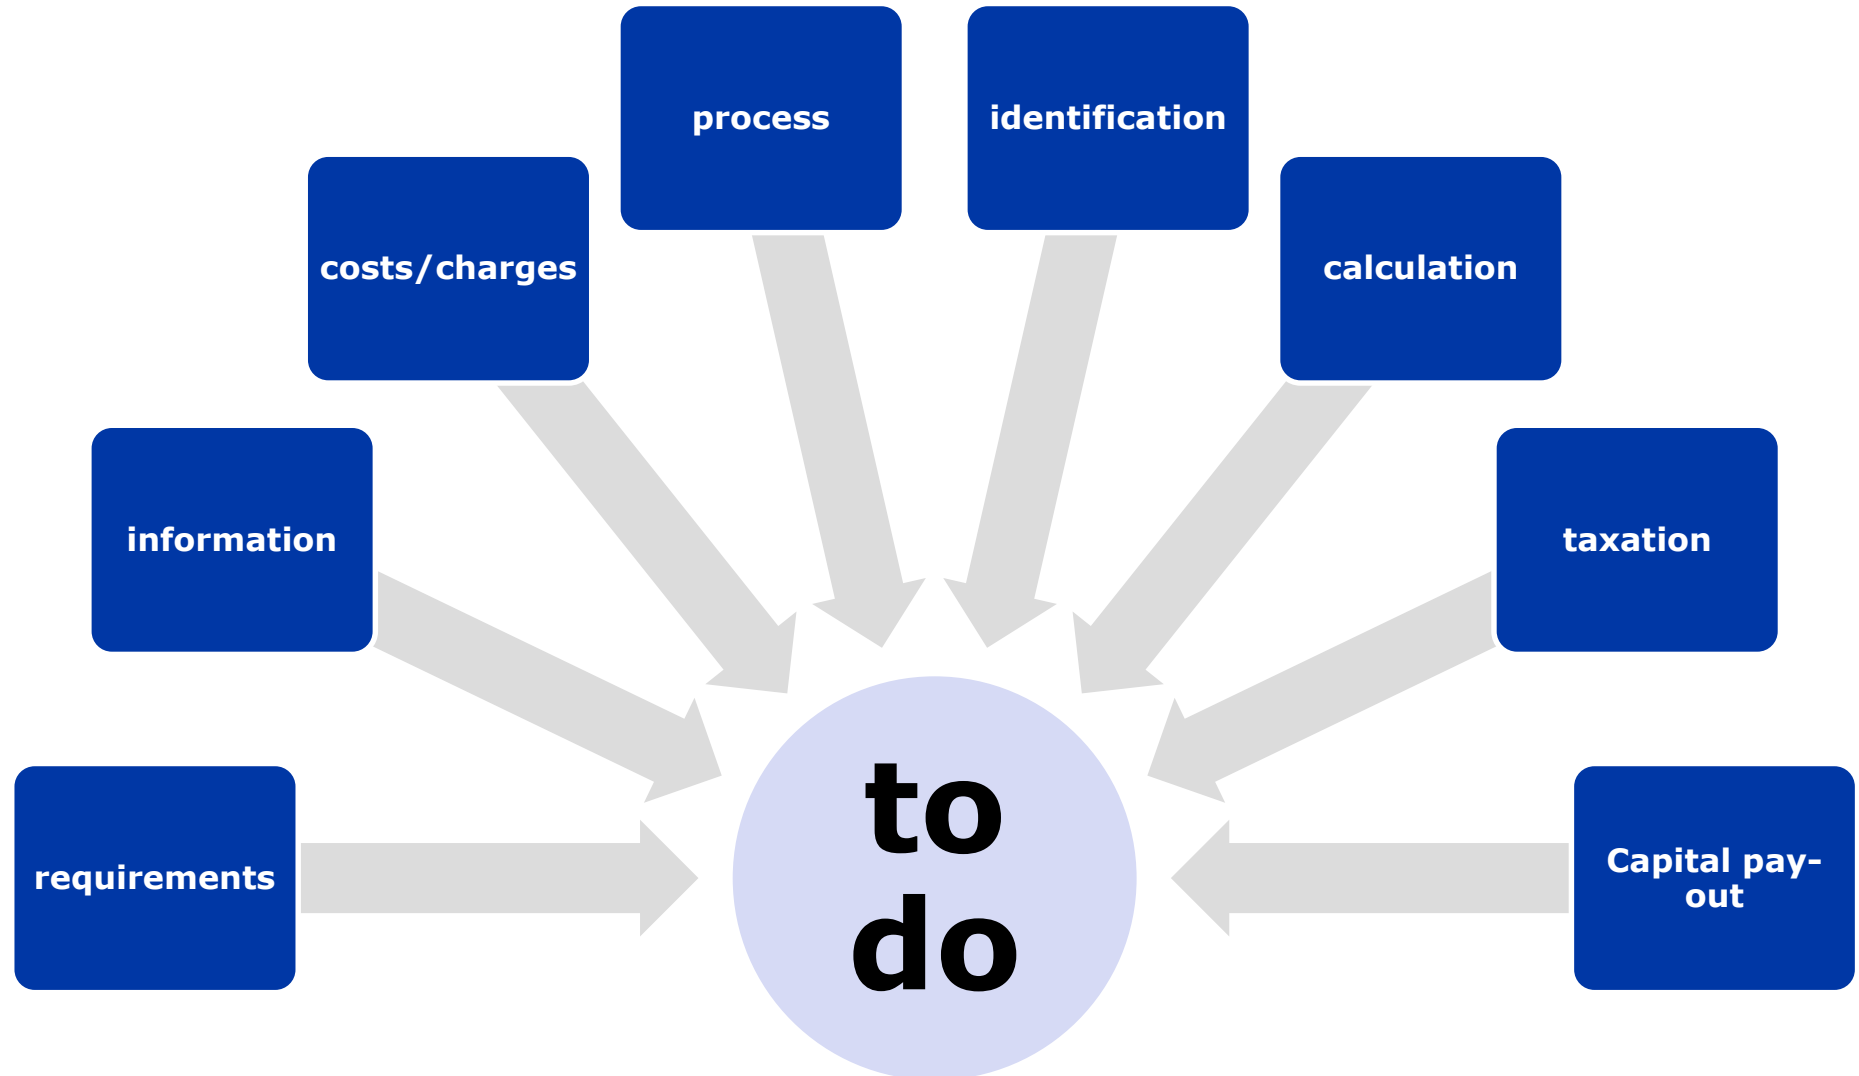 process
identification
costs/charges
calculation
information
taxation
to
do
requirements
Capital pay-
out